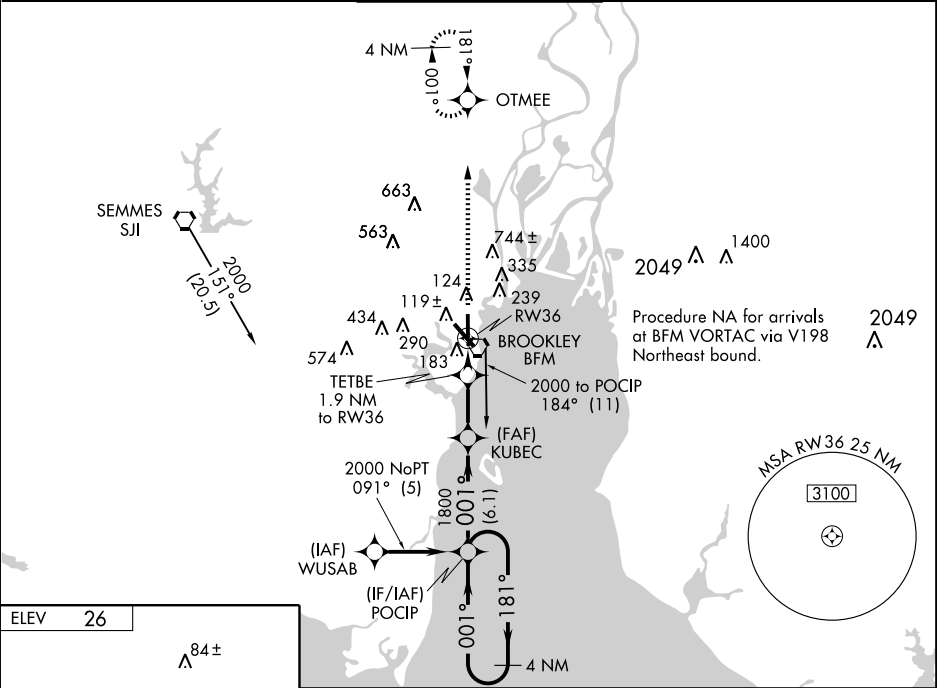 4 NM
181°
001°
OTMEE
SEMMES
SJI
2000
151°
(20.5)
663
563
744±
335
124
239
119±
RW36
434
290
574
183
BROOKLEY
BFM
2049
1400
Procedure NA for arrivals
at BFM VORTAC via V198
Northeast bound.
2049
TETBE
1.9 NM
to RW36
2000 to POCIP
184° (11)
(FAF)
KUBEC
2000 NoPT
091° (5)
1800
001°
(6.1)
(IAF)
WUSAB
(IF/IAF)
POCIP
001°
181°
4 NM
MSA RW36 25 NM
3100
ELEV 26
84±